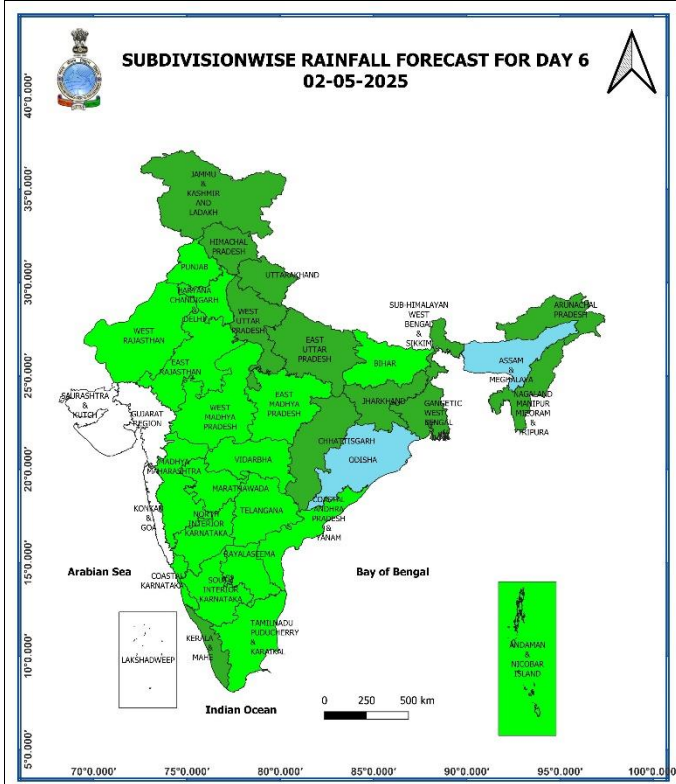 SUBDIVISIONWISE RAINFALL FORECAST FOR DAY 6
02-05-2025
40°0.000'
35°0.000'
30°0.000'
25°0.000'
20°0.000'
15°0.000'
10°0.000'
5°0.000'
JAMMU
&
KASHMIR
AND
LADAKH
HIMACHAL
PRADESH
PUNJAB
UTTARAKHAND
HARYANA
CHANDIGARH
&
DELHI
WEST
UTTAR
PRADESH
SUB-HIMALAYAN
WEST
BENGAL
&
SIKKIM
ARUNACHAL
PRADESH
WEST
RAJASTHAN
EAST
UTTAR
PRADESH
EAST
RAJASTHAN
BIHAR
ASSAM
&
MEGHALAYA
SAURASHTRA
&
KUTCH
GUJARAT
REGION
WEST
MADHYA
PRADESH
EAST
MADHYA
PRADESH
JHARKHAND
GANGETIC
WEST
BENGAL
NAGALAND
MANIPUR
MIZORAM
&
TRIPURA
CHHATTISGARH
ODISHA
MADHYA
MAHARASHTRA
VIDARBHA
MARATHAWADA
TELANGANA
KONKAN
&
GOA
NORTH
INTERIOR
KARNATAKA
COASTAL
ANDHRA
PRADESH
&
YANAM
RAYALASEEMA
Arabian Sea
Bay of Bengal
COASTAL
KARNATAKA
SOUTH
INTERIOR
KARNATAKA
LAKSHADWEEP
KERALA
&
MAHE
TAMILNADU
PUDUCHERRY
&
KARAIKAL
ANDAMAN
&
NICOBAR
ISLAND
Indian Ocean
0 250 500 km
70°0.000' 75°0.000' 80°0.000' 85°0.000' 90°0.000' 95°0.000' 100°0.000'